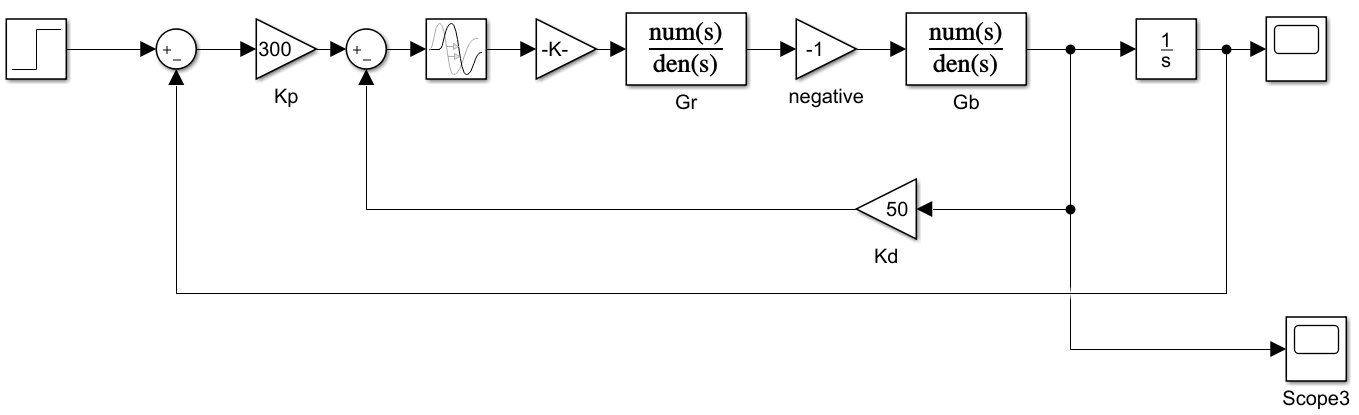 +
−
300
Kp
+
−
-K-
num(s)
den(s)
Gr
-1
negative
num(s)
den(s)
Gb
1
s
50
Kd
Scope3